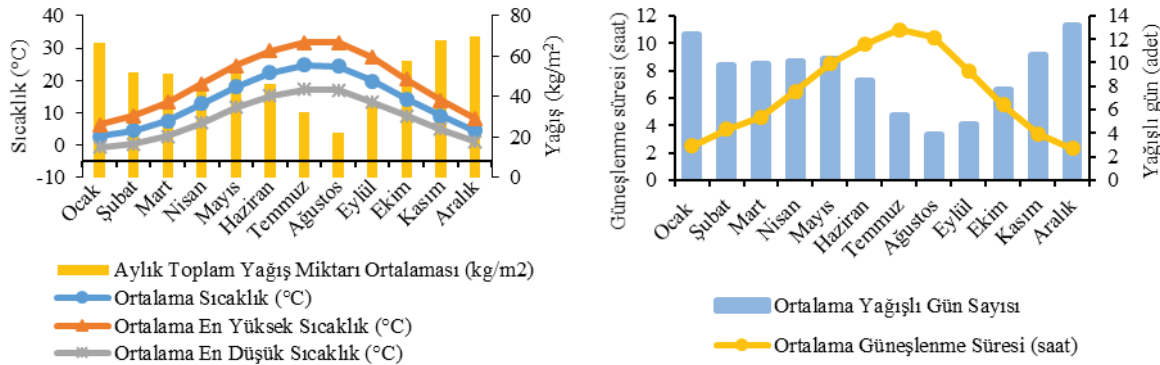 Sıcaklık (°C)
40
30
20
10
0
-10
80
60
40
20
0
Yağış (kg/m²)
Ocak
Şubat
Mart
Nisan
Mayıs
Haziran
Temmuz
Ağustos
Eylül
Ekim
Kasım
Aralık
Aylık Toplam Yağış Miktarı Ortalaması (kg/m2)
Ortalama Sıcaklık (°C)
Ortalama En Yüksek Sıcaklık (°C)
Ortalama En Düşük Sıcaklık (°C)
Güneşlenme süresi (saat)
12
10
8
6
4
2
0
14
12
10
8
6
4
2
0
Yağışlı gün (adet)
Ocak
Şubat
Mart
Nisan
Mayıs
Haziran
Temmuz
Ağustos
Eylül
Ekim
Kasım
Aralık
Ortalama Yağışlı Gün Sayısı
Ortalama Güneşlenme Süresi (saat)